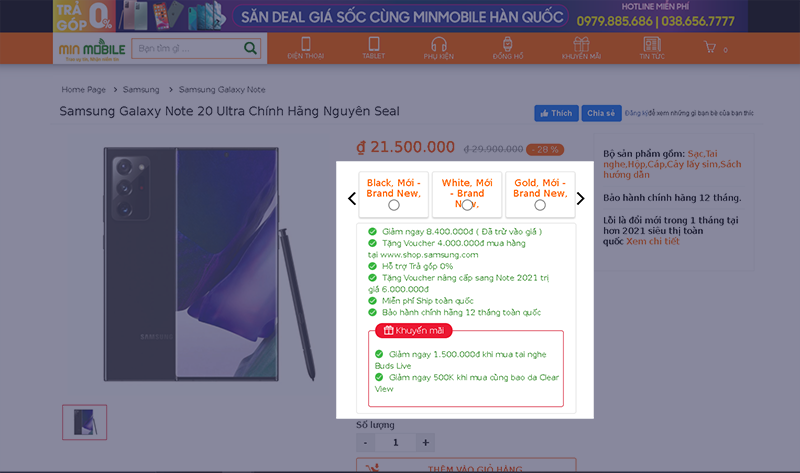 TRẢ GÓP 0%
SĂN DEAL GIÁ SỐC CÙNG MINMOBILE HÀN QUỐC
HOTLINE MIỄN PHÍ
0979.885.686 | 038.656.7777
MIN MOBILE
Bạn tìm gì ...
ĐIỆN THOẠI
TABLET
PHỤ KIỆN
ĐỒNG HỒ
KHUYẾN MÃI
TIN TỨC
0
Home Page > Samsung > Samsung Galaxy Note
Samsung Galaxy Note 20 Ultra Chính Hãng Nguyên Seal
Thích
Chia sẻ
Đăng ký để xem những gì bạn bè của bạn thíc
₫ 21.500.000
₫ 29.900.000
- 28 %
Bộ sản phẩm gồm: Sạc,Tai
nghe,Hộp,Cáp,Cây lấy sim,Sách
hướng dẫn
Bảo hành chính hãng 12 tháng.
Lỗi là đổi mới trong 1 tháng tại
hơn 2021 siêu thị toàn
quốc Xem chi tiết
Black, Mới -
Brand New,
White, Mới
- Brand
New,
Gold, Mới -
Brand New,
Giảm ngay 8.400.000đ ( Đã trừ vào giá )
Tặng Voucher 4.000.000đ mua hàng
tại www.shop.samsung.com
Hỗ trợ Trả góp 0%
Tặng Voucher nâng cấp sang Note 2021 trị
giá 6.000.000đ
Miễn phí Ship toàn quốc
Bảo hành chính hãng 12 tháng toàn quốc
Khuyến mãi
Giảm ngay 1.500.000đ khi mua tai nghe
Buds Live
Giảm ngay 500K khi mua cùng bao da Clear
View
SAMSUNG
Số lượng
- 1 +
THÊM VÀO GIỎ HÀNG